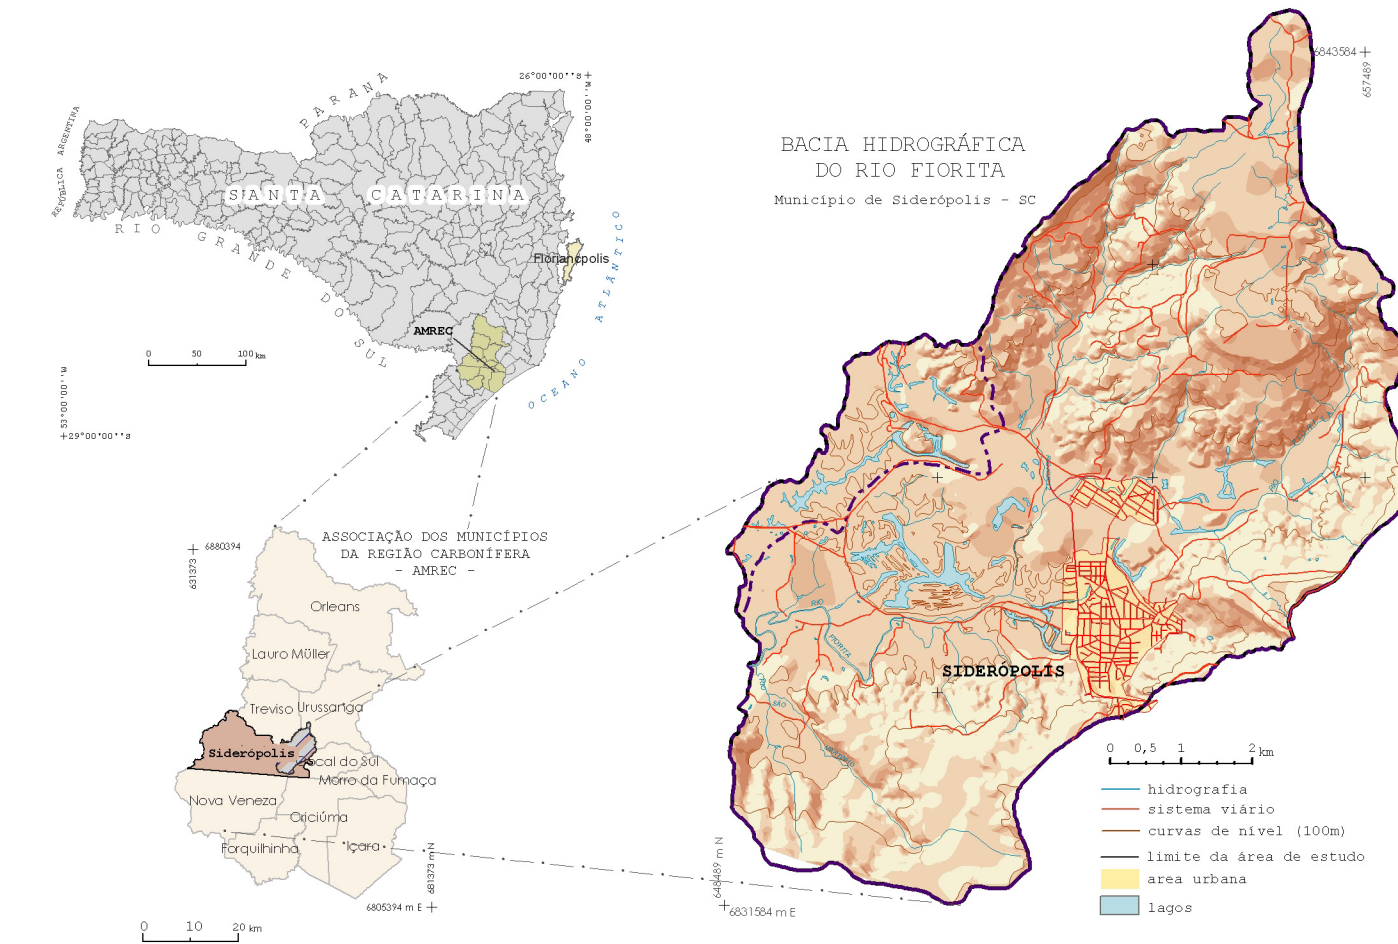 26°00'00''S
48°00'00''W
PARANA
REPÚBLICA ARGENTINA
SANTA CATARINA
RIO GRANDE DO SUL
Florianópolis
OCEANO ATLÂNTICO
AMREC
0 50 100 km
53°00'00''W
29°00'00''S
ASSOCIAÇÃO DOS MUNICÍPIOS
DA REGIÃO CARBONÍFERA
- AMREC -
6880394
631373
Orleans
Lauro Müller
Treviso
Urussanga
Siderópolis
Cocal do Sul
Morro da Fumaça
Nova Veneza
Criciúma
Forquilhinha
Içara
681373 m N
6805394 m E
0 10 20 km
BACIA HIDROGRÁFICA
DO RIO FIORITA
Município de Siderópolis - SC
6843584
657489
RIO
FIORITA
RIO
SÃO
SIDERÓPOLIS
648489 m N
6831584 m E
0 0,5 1 2 km
hidrografia
sistema viário
curvas de nível (100m)
limite da área de estudo
area urbana
lagos